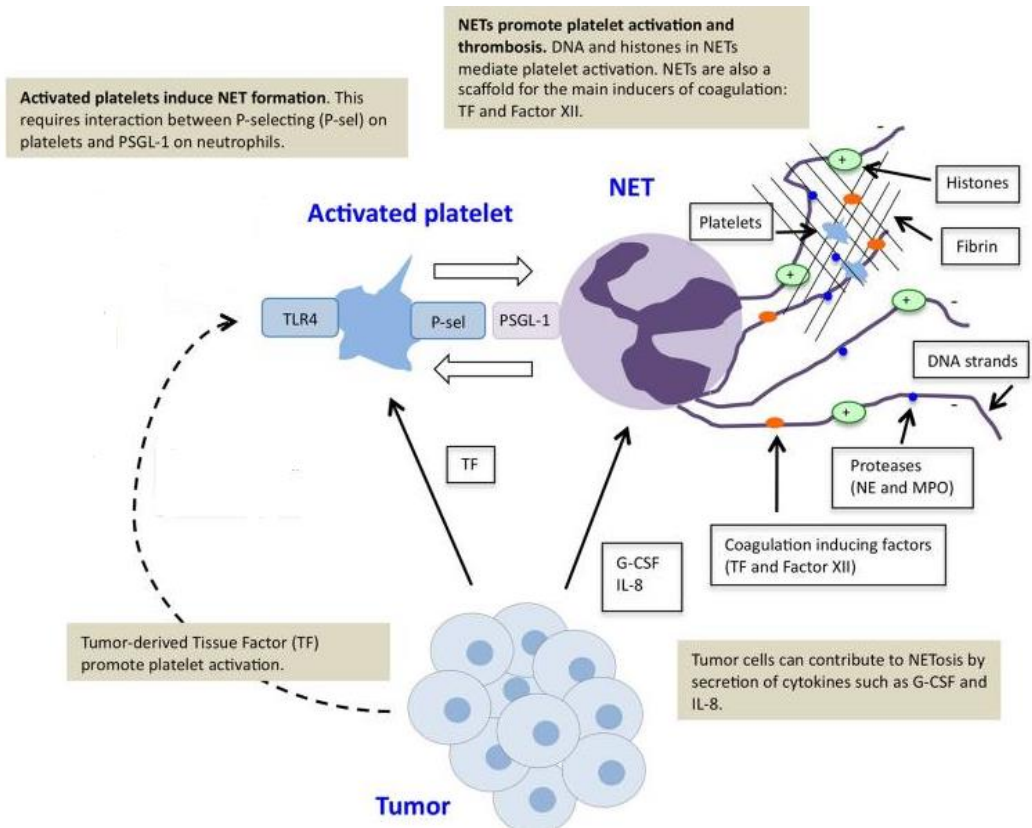 NETs promote platelet activation and
thrombosis. DNA and histones in NETs
mediate platelet activation. NETs are also a
scaffold for the main inducers of coagulation:
TF and Factor XII.
Activated platelets induce NET formation. This
requires interaction between P-selecting (P-sel) on
platelets and PSGL-1 on neutrophils.
NET
Activated platelet
Platelets
Histones
Fibrin
TLR4
P-sel
PSGL-1
+
+
+
+
-
-
-
DNA strands
TF
Proteases
(NE and MPO)
G-CSF
IL-8
Coagulation inducing factors
(TF and Factor XII)
Tumor-derived Tissue Factor (TF)
promote platelet activation.
Tumor cells can contribute to NETosis by
secretion of cytokines such as G-CSF and
IL-8.
Tumor